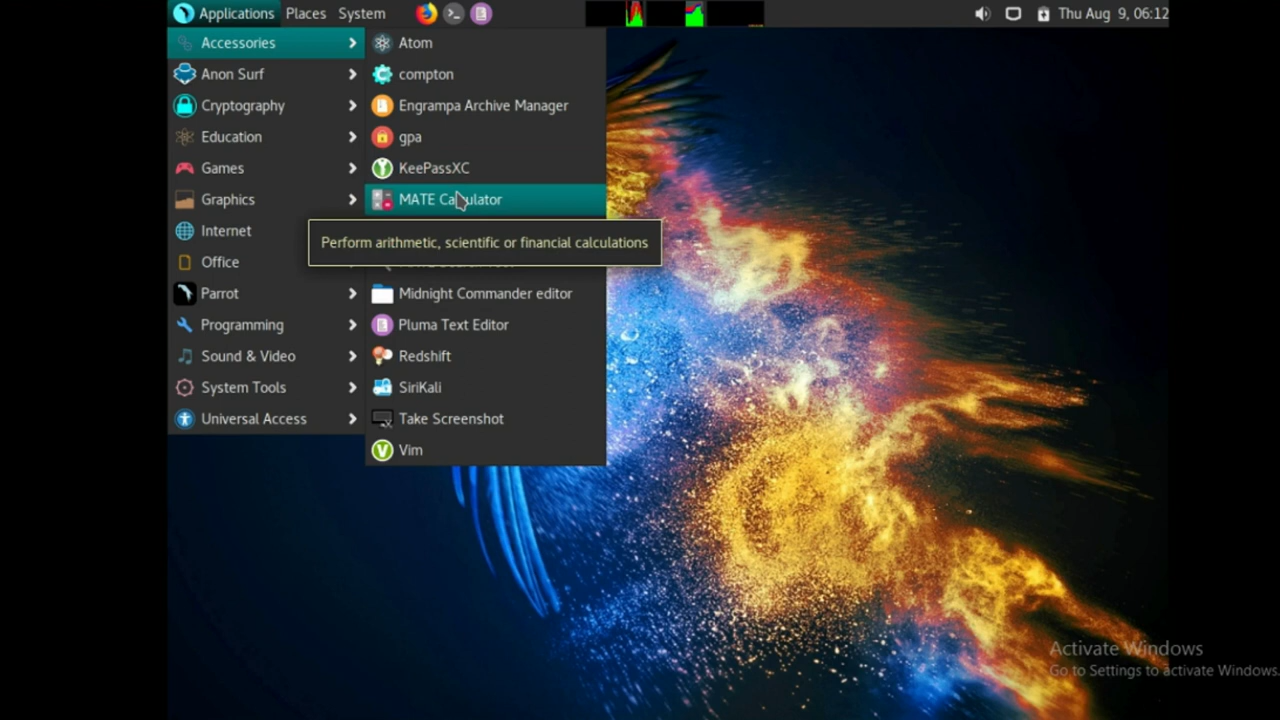 Applications Places System Thu Aug 9, 06:12
Accessories
Anon Surf
Cryptography
Education
Games
Graphics
Internet
Office
Parrot
Programming
Sound & Video
System Tools
Universal Access
Atom
compton
Engrampa Archive Manager
gpa
KeePassXC
MATE Calculator
Perform arithmetic, scientific or financial calculations
Midnight Commander editor
Pluma Text Editor
Redshift
SiriKali
Take Screenshot
Vim
Activate Windows
Go to Settings to activate Windows.